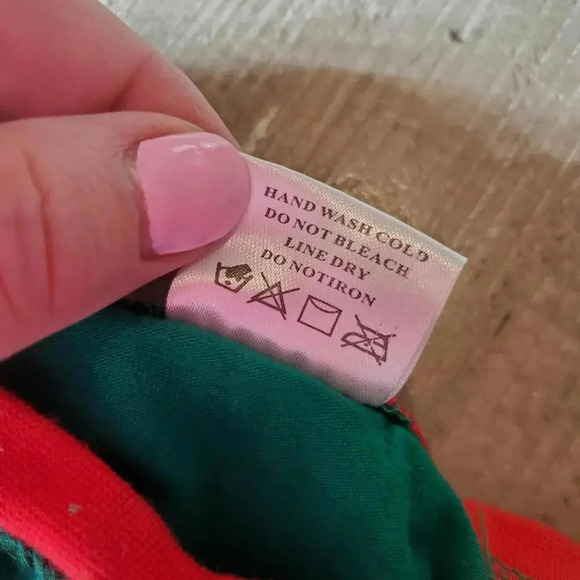 HAND WASH COLD
DO NOT BLEACH
LINE DRY
DO NOTIRON